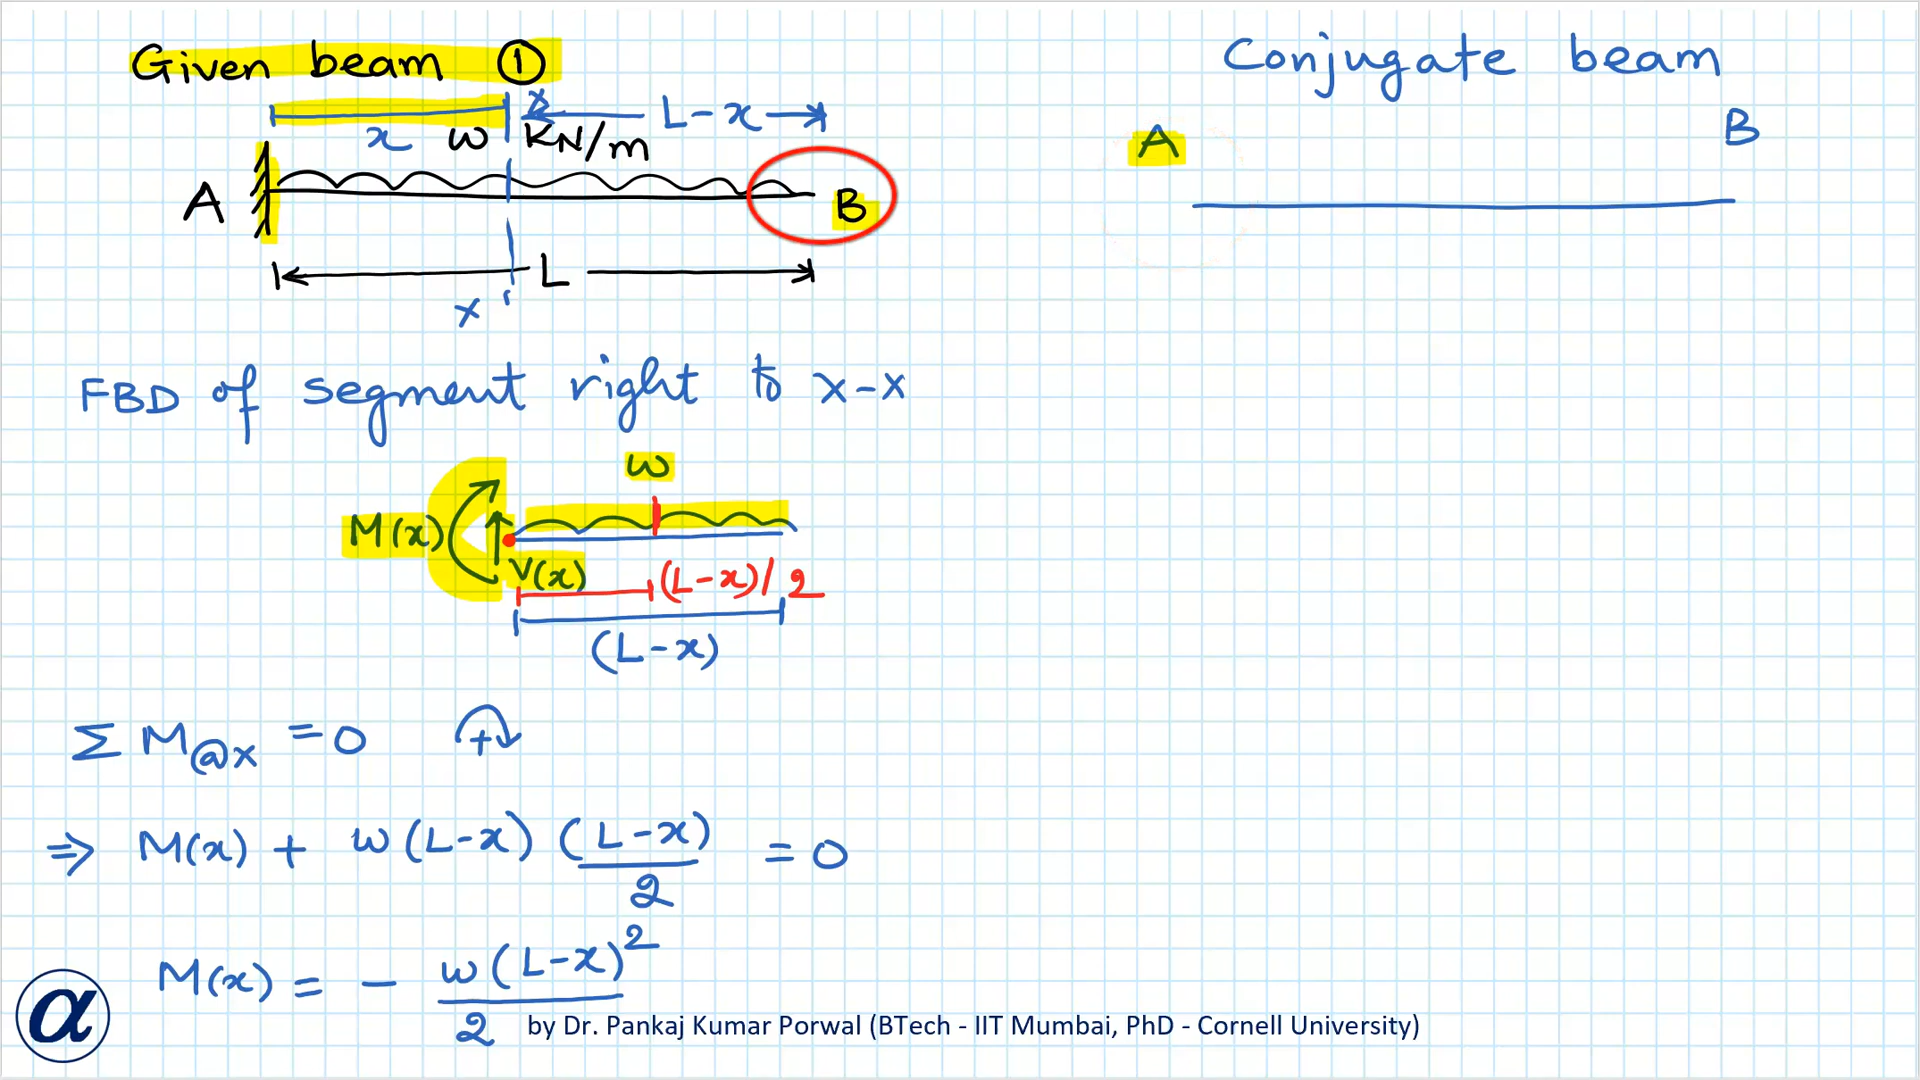 Given beam ①
x
L-x
x
w KN/m
A
B
L
x
FBD of segment right to x-x
w
M(x)
V(x)
(L-x)/2
(L-x)
Σ M@x = 0 +
⇒ M(x) + w(L-x) (L-x)/2 = 0
M(x) = - w(L-x)²/2
Conjugate beam
A
B
α
by Dr. Pankaj Kumar Porwal (BTech - IIT Mumbai, PhD - Cornell University)